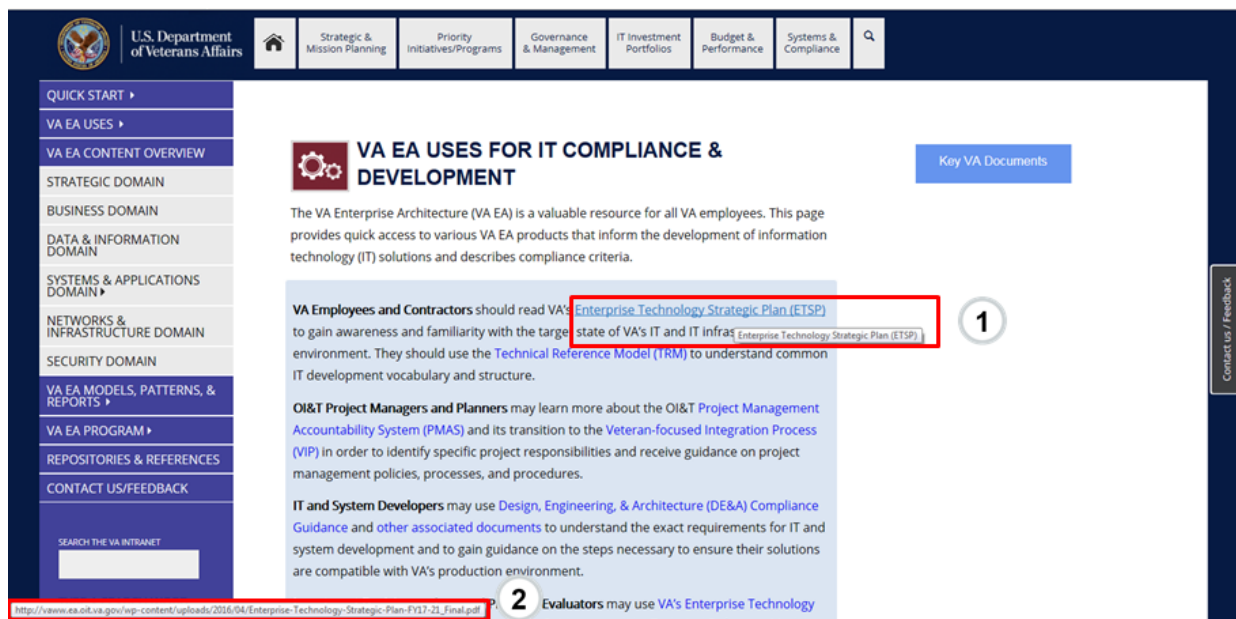 U.S. Department
of Veterans Affairs
Strategic &
Mission Planning
Priority
Initiatives/Programs
Governance
& Management
IT Investment
Portfolios
Budget &
Performance
Systems &
Compliance
QUICK START
VA EA USES
VA EA CONTENT OVERVIEW
STRATEGIC DOMAIN
BUSINESS DOMAIN
DATA & INFORMATION
DOMAIN
SYSTEMS & APPLICATIONS
DOMAIN
NETWORKS &
INFRASTRUCTURE DOMAIN
SECURITY DOMAIN
VA EA MODELS, PATTERNS, &
REPORTS
VA EA PROGRAM
REPOSITORIES & REFERENCES
CONTACT US/FEEDBACK
SEARCH THE VA INTRANET
VA EA USES FOR IT COMPLIANCE &
DEVELOPMENT
Key VA Documents
The VA Enterprise Architecture (VA EA) is a valuable resource for all VA employees. This page
provides quick access to various VA EA products that inform the development of information
technology (IT) solutions and describes compliance criteria.
VA Employees and Contractors should read VA's Enterprise Technology Strategic Plan (ETSP)
1
to gain awareness and familiarity with the target state of VA's IT and IT
Enterprise Technology Strategic Plan (ETSP)
environment. They should use the Technical Reference Model (TRM) to understand common
IT development vocabulary and structure.
OI&T Project Managers and Planners may learn more about the OI&T Project Management
Accountability System (PMAS) and its transition to the Veteran-focused Integration Process
(VIP) in order to identify specific project responsibilities and receive guidance on project
management policies, processes, and procedures.
IT and System Developers may use Design, Engineering, & Architecture (DE&A) Compliance
Guidance and other associated documents to understand the exact requirements for IT and
system development and to gain guidance on the steps necessary to ensure their solutions
are compatible with VA's production environment.
2
Evaluators may use VA's Enterprise Technology
http://vaww.ea.oit.va.gov/wp-content/uploads/2016/04/Enterprise-Technology-Strategic-Plan-FY17-21_Final.pdf
Contact us / Feedback